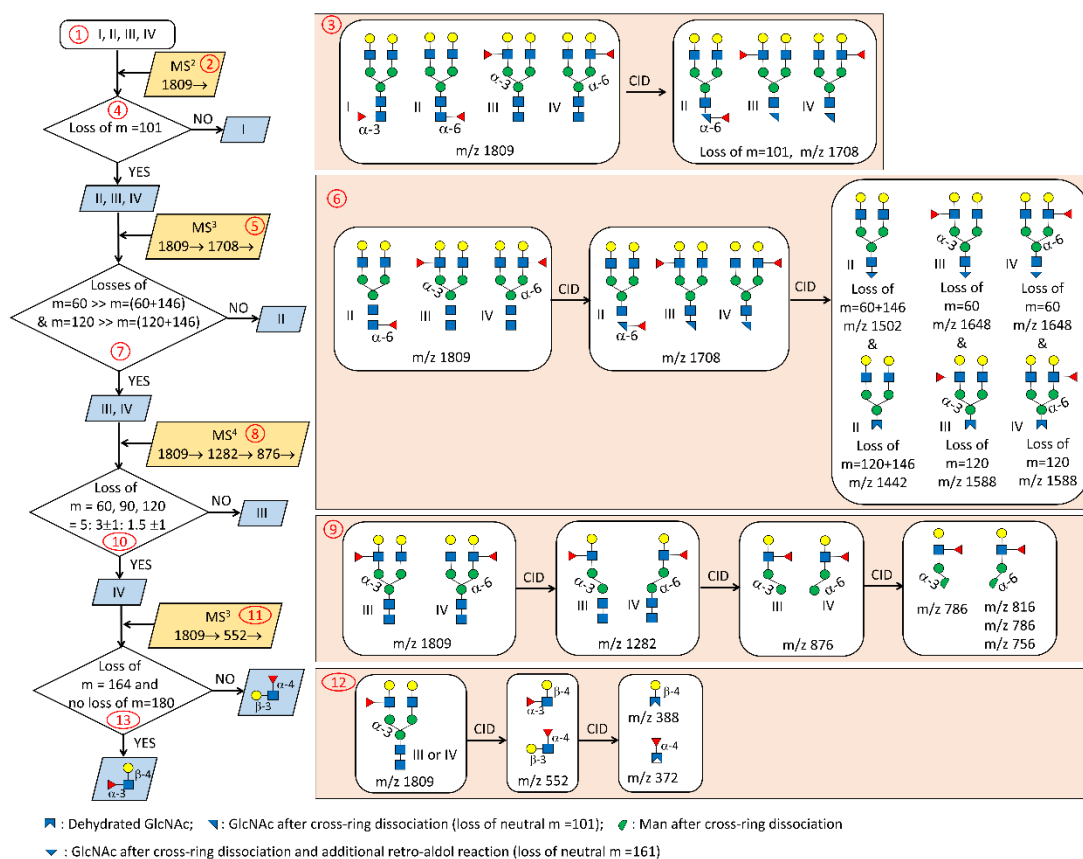 1 I, II, III, IV
MS2 2
1809→
4
Loss of m =101
NO
I
YES
II, III, IV
MS3 5
1809→ 1708→
Losses of
m=60 >> m=(60+146)
& m=120 >> m=(120+146)
7
NO
II
YES
III, IV
MS4 8
1809→ 1282→ 876→
Loss of
m = 60, 90, 120
= 5: 3±1: 1.5 ±1
10
NO
III
YES
IV
MS3 11
1809→ 552→
Loss of
m = 164 and
no loss of m=180
13
NO
α-4
β-3
YES
β-4
α-3
3
α-3 α-6
I II III IV
α-3 α-6
m/z 1809
CID
II III IV
α-6
Loss of m=101, m/z 1708
6
α-3 α-6
II III IV
α-6
m/z 1809
CID
II III IV
α-6
m/z 1708
CID
α-3 α-6
II III IV
Loss of Loss of Loss of
m=60+146 m=60 m=60
m/z 1502 m/z 1648 m/z 1648
& & &
α-3 α-6
II III IV
Loss of Loss of Loss of
m=120+146 m=120 m=120
m/z 1442 m/z 1588 m/z 1588
9
α-3 α-6
III IV
m/z 1809
CID
α-3 α-6
III IV
m/z 1282
CID
α-3 α-6
III IV
m/z 876
CID
α-3 α-6
m/z 786 m/z 816
m/z 786
m/z 756
12
α-3
III or IV
m/z 1809
CID
β-4
α-3
α-4
β-3
m/z 552
CID
β-4
m/z 388
α-4
m/z 372
: Dehydrated GlcNAc; : GlcNAc after cross-ring dissociation (loss of neutral m =101); : Man after cross-ring dissociation
: GlcNAc after cross-ring dissociation and additional retro-aldol reaction (loss of neutral m =161)